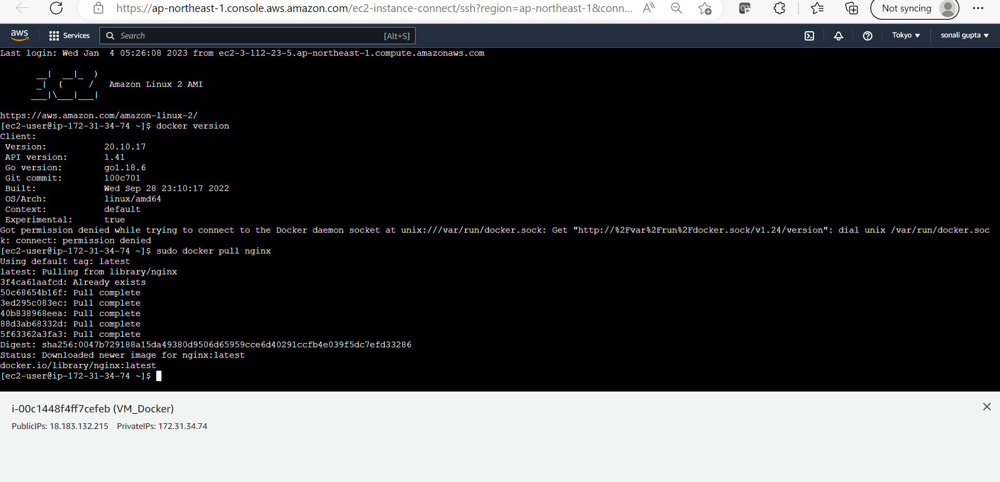 https://ap-northeast-1.console.aws.amazon.com/ec2-instance-connect/ssh?region=ap-northeast-1&conn...
Not syncing
aws
Services
Search
[Alt+S]
Tokyo
sonali gupta
Last login: Wed Jan  4 05:26:08 2023 from ec2-3-112-23-5.ap-northeast-1.compute.amazonaws.com
       __|  __|_  )
       _|  (     /   Amazon Linux 2 AMI
      ___|\___|___|
https://aws.amazon.com/amazon-linux-2/
[ec2-user@ip-172-31-34-74 ~]$ docker version
Client:
 Version:           20.10.17
 API version:       1.41
 Go version:        go1.18.6
 Git commit:        100c701
 Built:             Wed Sep 28 23:10:17 2022
 OS/Arch:           linux/amd64
 Context:           default
 Experimental:      true
Got permission denied while trying to connect to the Docker daemon socket at unix:///var/run/docker.sock: Get "http://%2Fvar%2Frun%2Fdocker.sock/v1.24/version": dial unix /var/run/docker.soc
k: connect: permission denied
[ec2-user@ip-172-31-34-74 ~]$ sudo docker pull nginx
Using default tag: latest
latest: Pulling from library/nginx
3f4ca61aafcd: Already exists
50c68654b16f: Pull complete
3ed295c083ec: Pull complete
40b838968eea: Pull complete
88d3ab68332d: Pull complete
5f63362a3fa3: Pull complete
Digest: sha256:0047b729188a15da49380d9506d65959cce6d40291ccfb4e039f5dc7efd33286
Status: Downloaded newer image for nginx:latest
docker.io/library/nginx:latest
[ec2-user@ip-172-31-34-74 ~]$
i-00c1448f4ff7cefeb (VM_Docker)
PublicIPs: 18.183.132.215 PrivateIPs: 172.31.34.74